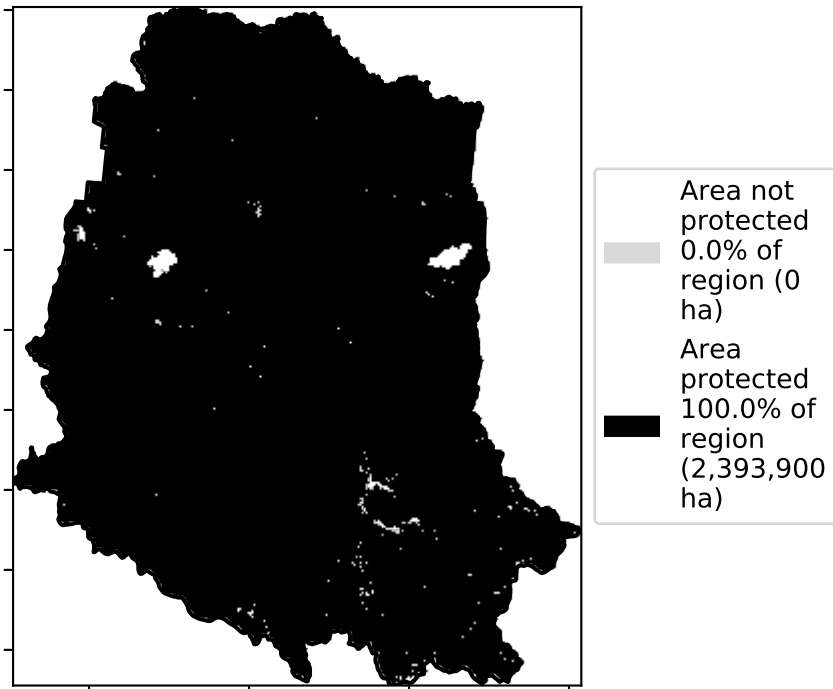 Area not
protected
0.0% of
region (0
ha)
Area
protected
100.0% of
region
(2,393,900
ha)